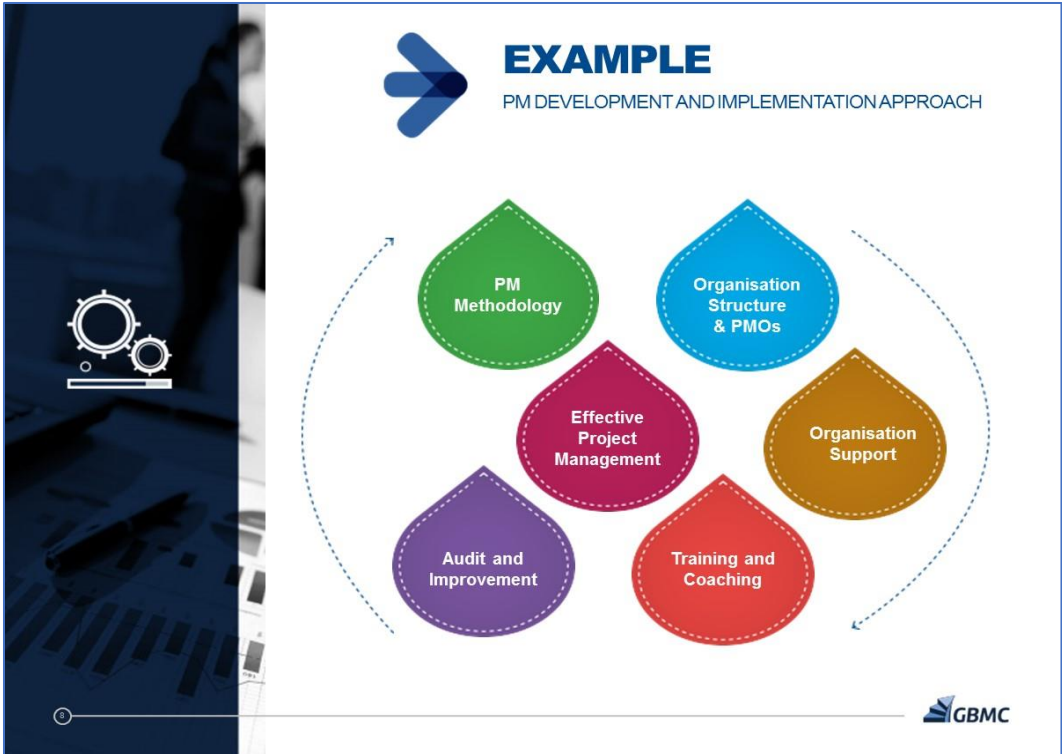 EXAMPLE
PM DEVELOPMENT AND IMPLEMENTATION APPROACH
PM
Methodology
Organisation
Structure
& PMOs
Effective
Project
Management
Organisation
Support
Audit and
Improvement
Training and
Coaching
8
GBMC